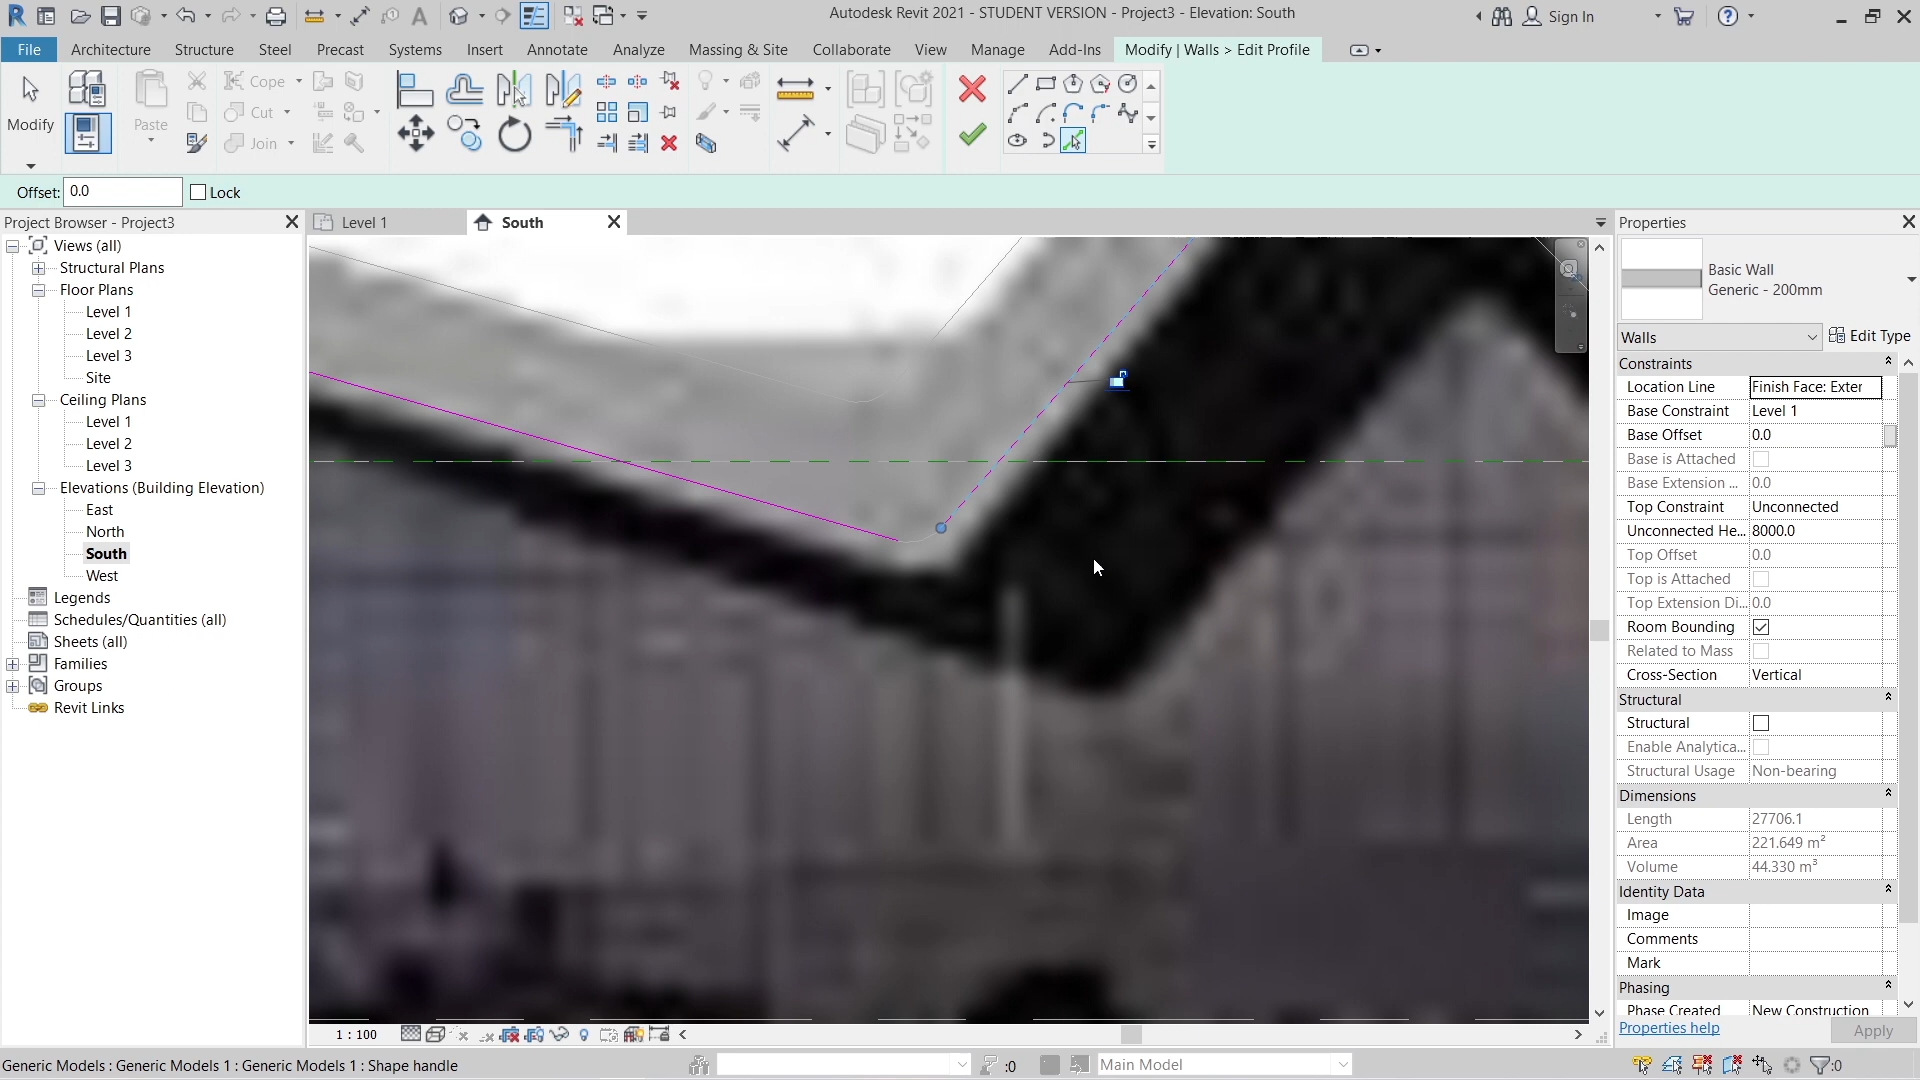 Autodesk Revit 2021 - STUDENT VERSION - Project3 - Elevation: South
Sign In
File Architecture Structure Steel Precast Systems Insert Annotate Analyze Massing & Site Collaborate View Manage Add-Ins Modify | Walls > Edit Profile
Modify
Paste
Cope
Cut
Join
Offset: 0.0 Lock
Project Browser - Project3
Views (all)
Structural Plans
Floor Plans
Level 1
Level 2
Level 3
Site
Ceiling Plans
Level 1
Level 2
Level 3
Elevations (Building Elevation)
East
North
South
West
Legends
Schedules/Quantities (all)
Sheets (all)
Families
Groups
Revit Links
Level 1
South
1 : 100
Properties
Basic Wall
Generic - 200mm
Walls
Edit Type
Constraints
Location Line Finish Face: Exter
Base Constraint Level 1
Base Offset 0.0
Base is Attached
Base Extension ... 0.0
Top Constraint Unconnected
Unconnected He... 8000.0
Top Offset 0.0
Top is Attached
Top Extension Di... 0.0
Room Bounding
Related to Mass
Cross-Section Vertical
Structural
Structural
Enable Analytica...
Structural Usage Non-bearing
Dimensions
Length 27706.1
Area 221.649 m²
Volume 44.330 m³
Identity Data
Image
Comments
Mark
Phasing
Phase Created New Construction
Properties help
Apply
Generic Models : Generic Models 1 : Generic Models 1 : Shape handle
:0
Main Model
:0